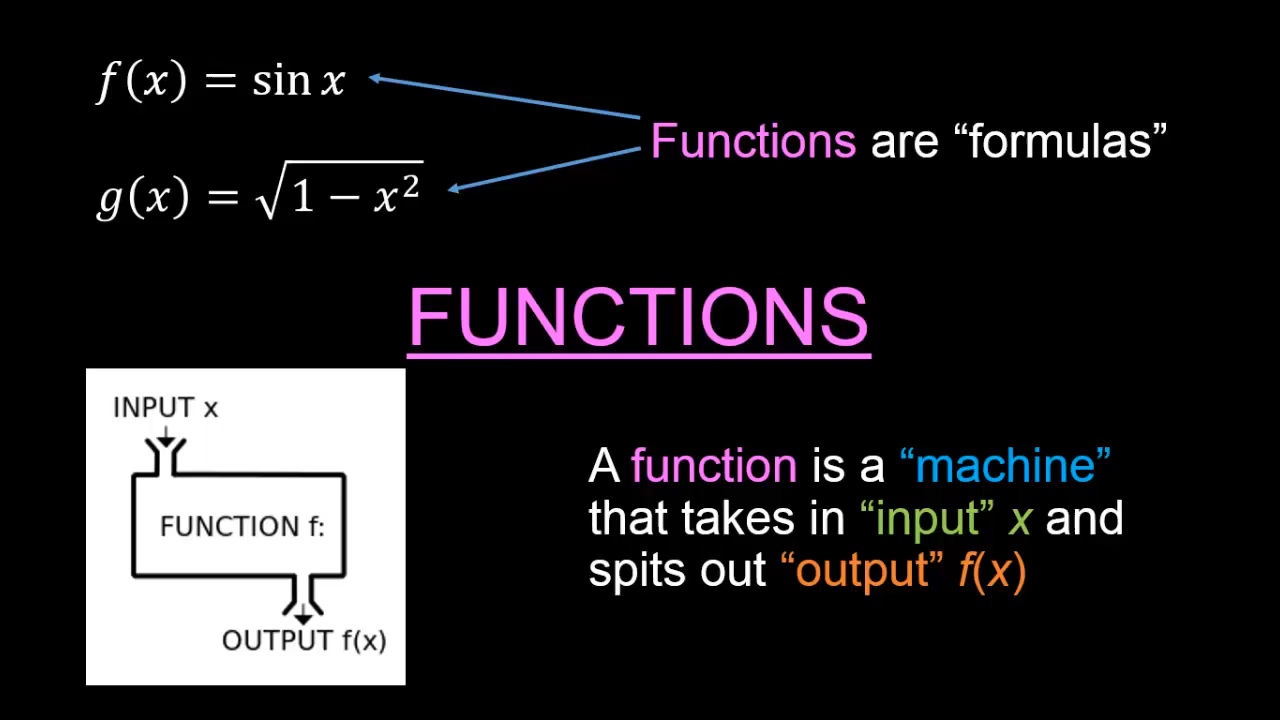 f(x) = sin x
Functions are “formulas”
g(x) = √(1 − x²)
FUNCTIONS
INPUT x
FUNCTION f:
OUTPUT f(x)
A function is a “machine”
that takes in “input” x and
spits out “output” f(x)